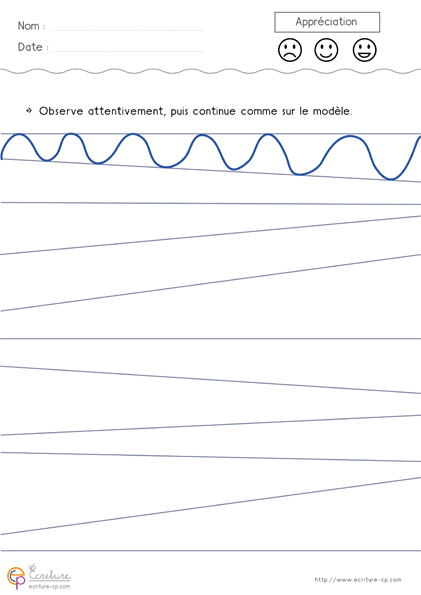 Nom :
Appréciation
Date :
Observe attentivement, puis continue comme sur le modèle.
Ecriture
ecriture-cp.com
http://www.ecriture-cp.com